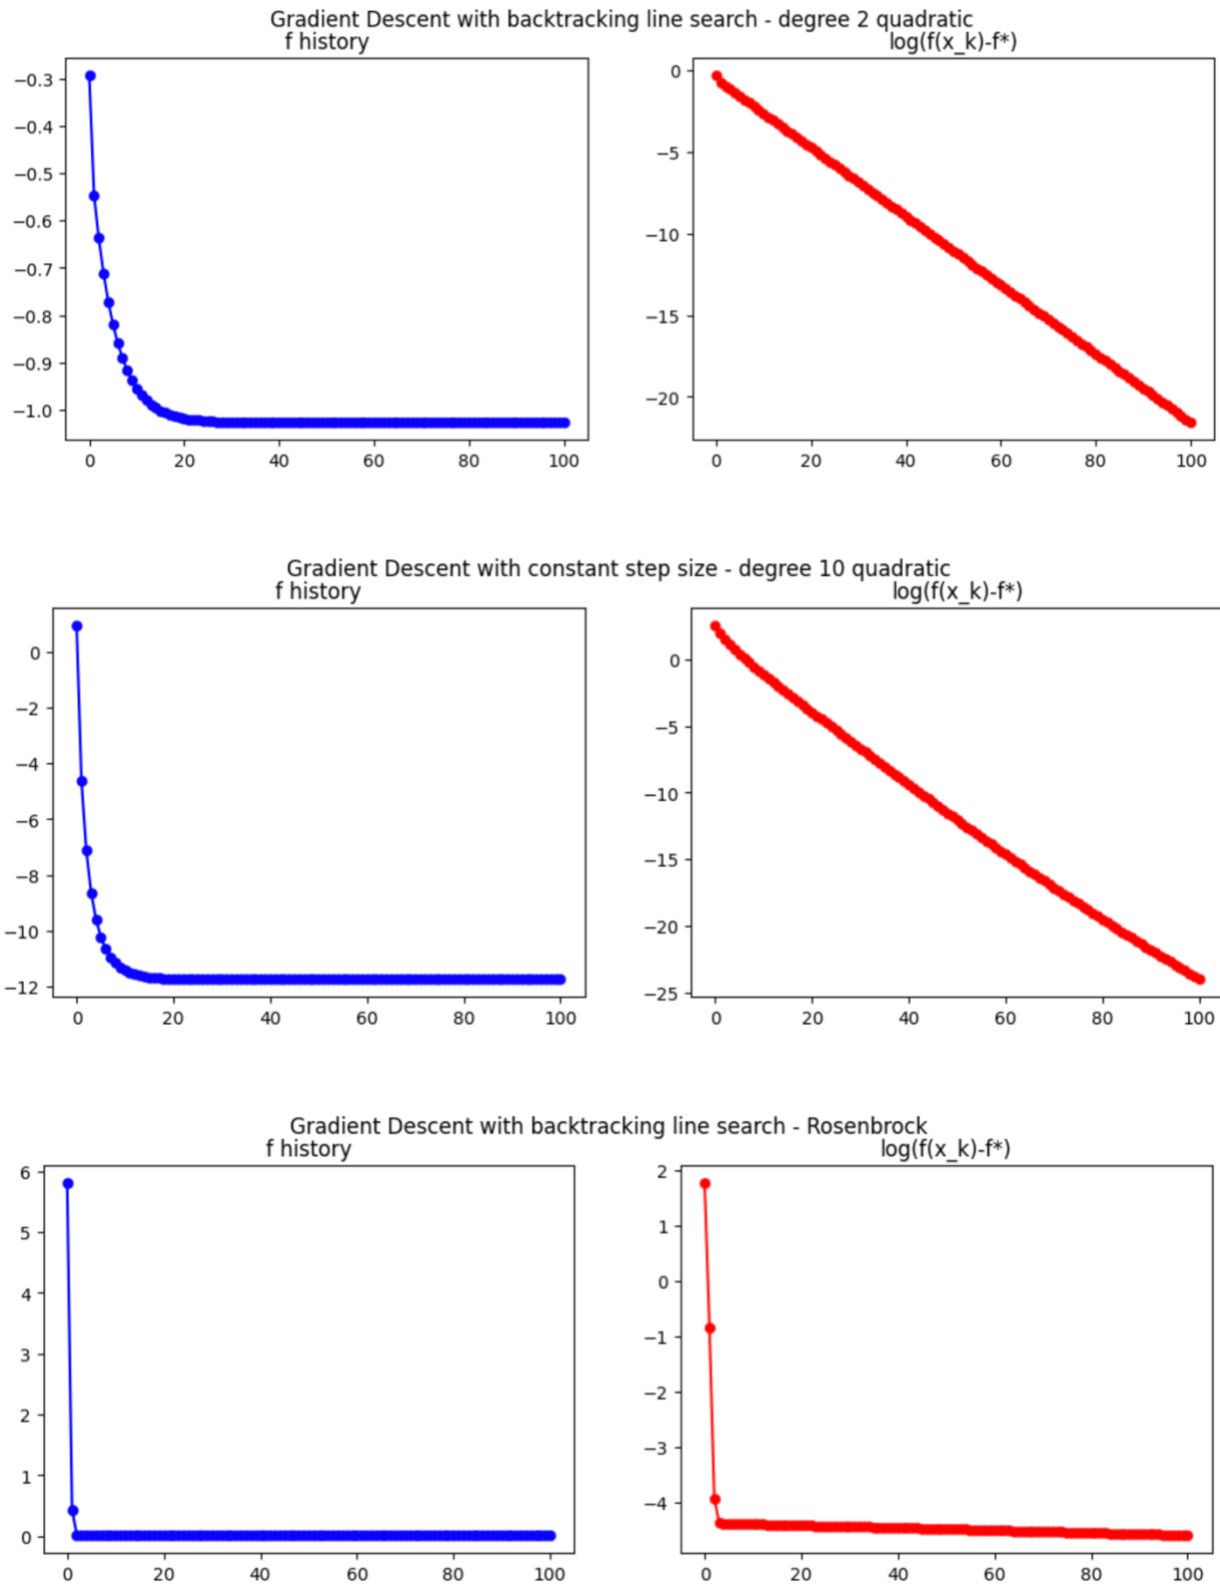 Gradient Descent with backtracking line search - degree 2 quadratic
f history
log(f(x_k)-f*)
−0.3
−0.4
−0.5
−0.6
−0.7
−0.8
−0.9
−1.0
0 20 40 60 80 100
0
−5
−10
−15
−20
0 20 40 60 80 100
Gradient Descent with constant step size - degree 10 quadratic
f history
log(f(x_k)-f*)
0
−2
−4
−6
−8
−10
−12
0 20 40 60 80 100
0
−5
−10
−15
−20
−25
0 20 40 60 80 100
Gradient Descent with backtracking line search - Rosenbrock
f history
log(f(x_k)-f*)
6
5
4
3
2
1
0
0 20 40 60 80 100
2
1
0
−1
−2
−3
−4
0 20 40 60 80 100